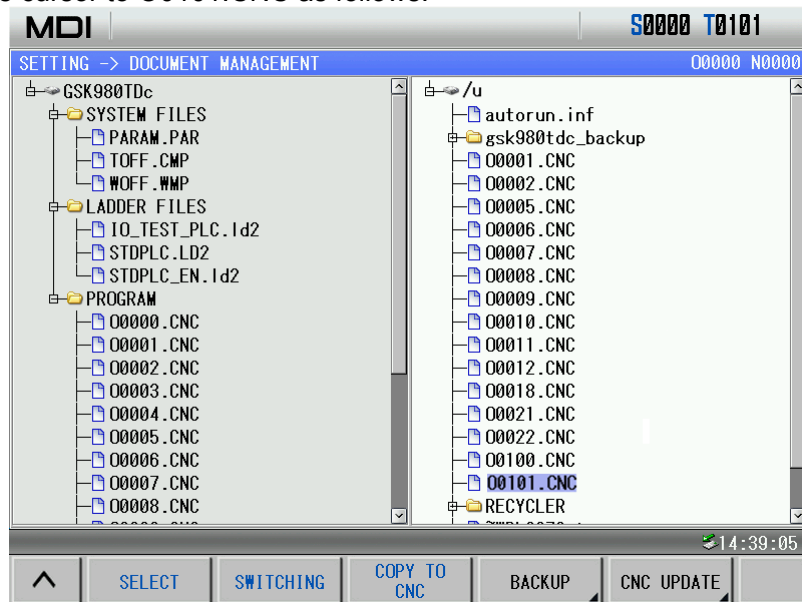 MDI
S0000 T0101
SETTING -> DOCUMENT MANAGEMENT
O0000 N0000
GSK980TDc
SYSTEM FILES
PARAM.PAR
TOFF.CMP
WOFF.WMP
LADDER FILES
IO_TEST_PLC.ld2
STDPLC.LD2
STDPLC_EN.ld2
PROGRAM
O0000.CNC
O0001.CNC
O0002.CNC
O0003.CNC
O0004.CNC
O0005.CNC
O0006.CNC
O0007.CNC
O0008.CNC
/u
autorun.inf
gsk980tdc_backup
O0001.CNC
O0002.CNC
O0005.CNC
O0006.CNC
O0007.CNC
O0008.CNC
O0009.CNC
O0010.CNC
O0011.CNC
O0012.CNC
O0018.CNC
O0021.CNC
O0022.CNC
O0100.CNC
O0101.CNC
RECYCLER
14:39:05
SELECT
SWITCHING
COPY TO
CNC
BACKUP
CNC UPDATE